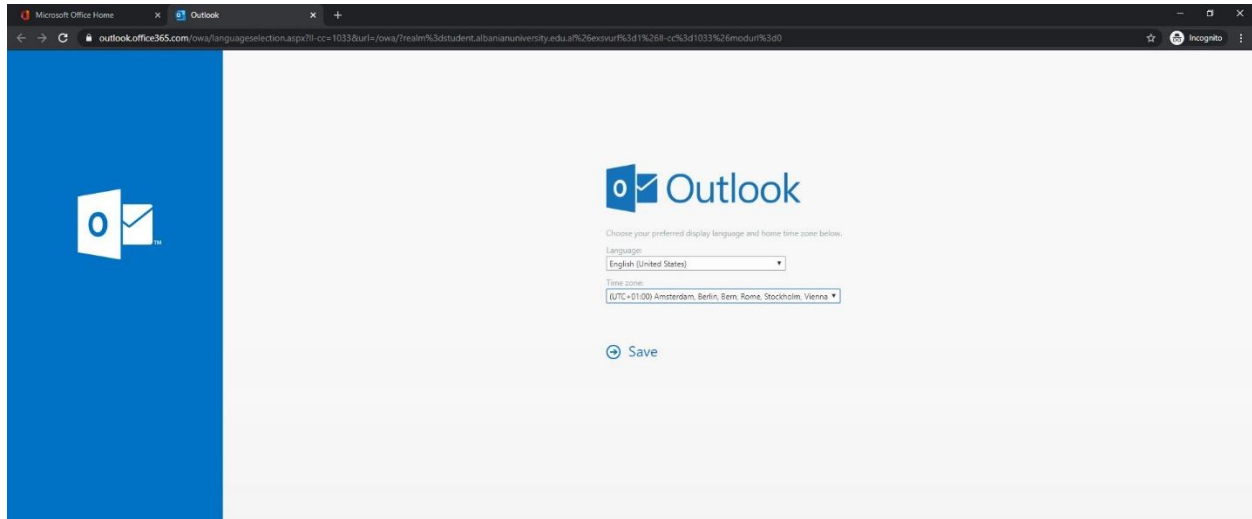 Microsoft Office Home
Outlook
outlook.office365.com/owa/languageselection.aspx?ll-cc=1033&url=/owa/?realm%3dstudent.albanianuniversity.edu.al%26exsvurl%3d1%26ll-cc%3d1033%26modurl%3d0
Incognito
Outlook
Choose your preferred display language and home time zone below.
Language:
English (United States)
Time zone:
(UTC+01:00) Amsterdam, Berlin, Bern, Rome, Stockholm, Vienna
Save
O
TM